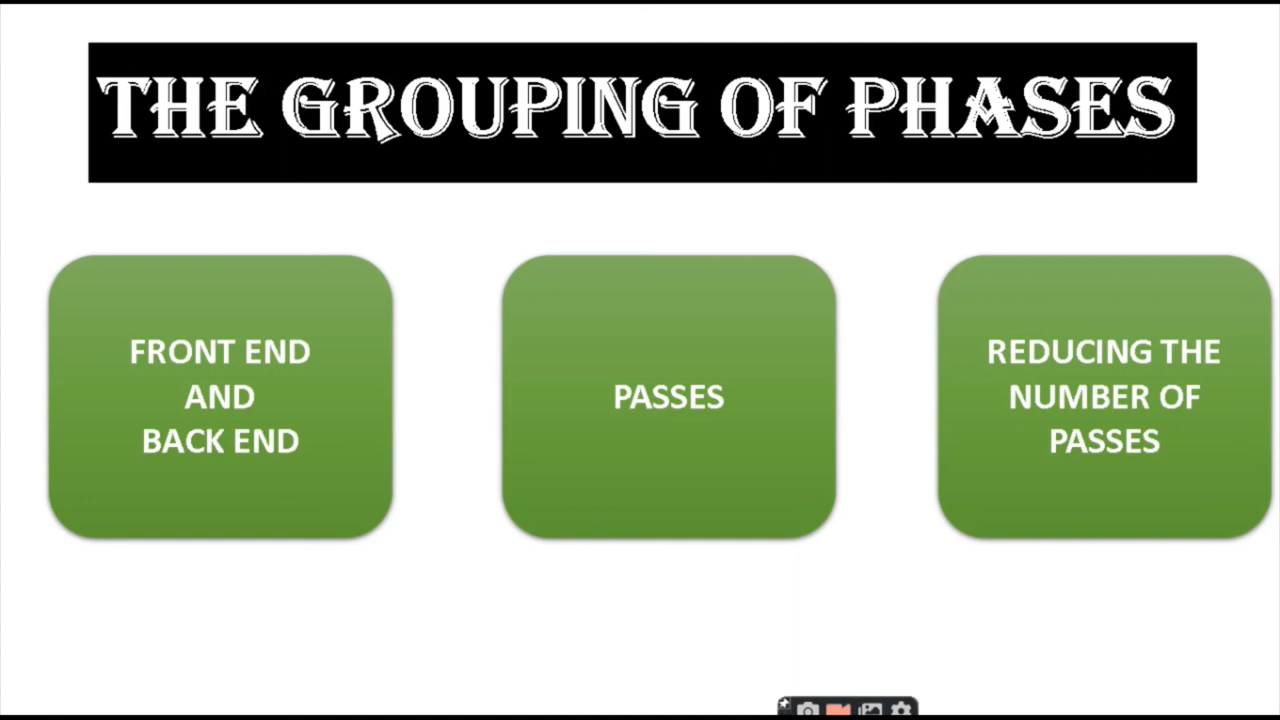 THE GROUPING OF PHASES
FRONT END
AND
BACK END
PASSES
REDUCING THE
NUMBER OF
PASSES